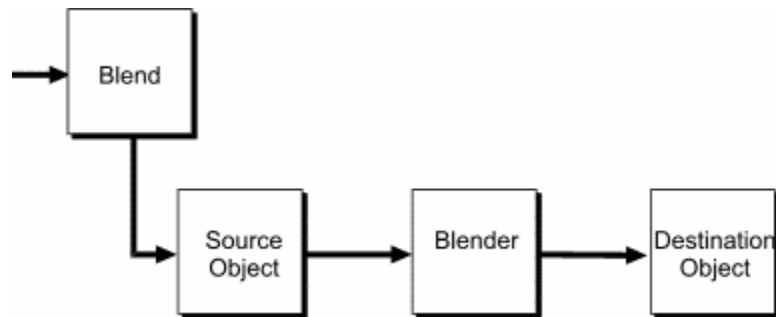 Blend
Source
Object
Blender
Destination
Object